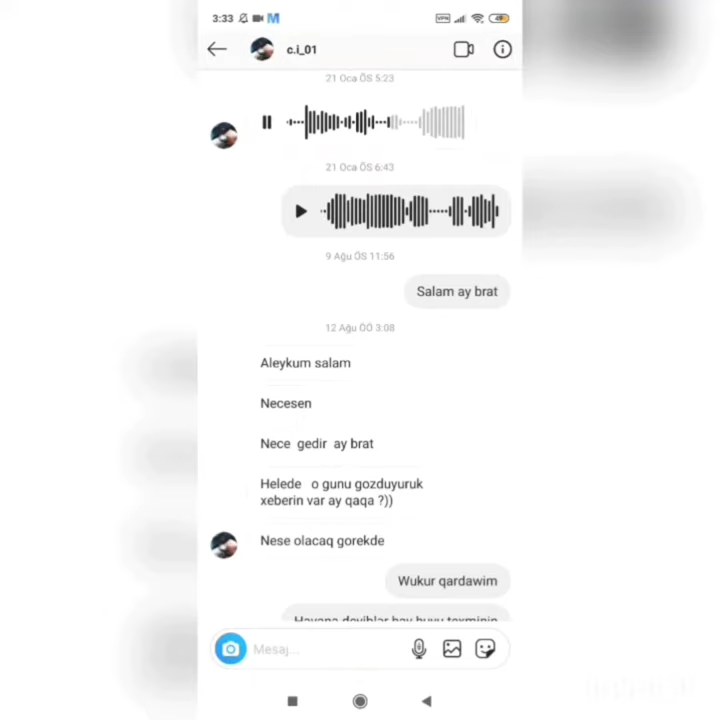 3:33
VPN
c.i_01
21 Oca ÖS 5:23
21 Oca ÖS 6:43
9 Ağu ÖS 11:56
Salam ay brat
12 Ağu ÖÖ 3:08
Aleykum salam
Necesen
Nece gedir ay brat
Helede o gunu gozduyuruk
xeberin var ay qaqa ?))
Nese olacaq gorekde
Wukur qardawim
Mesaj...